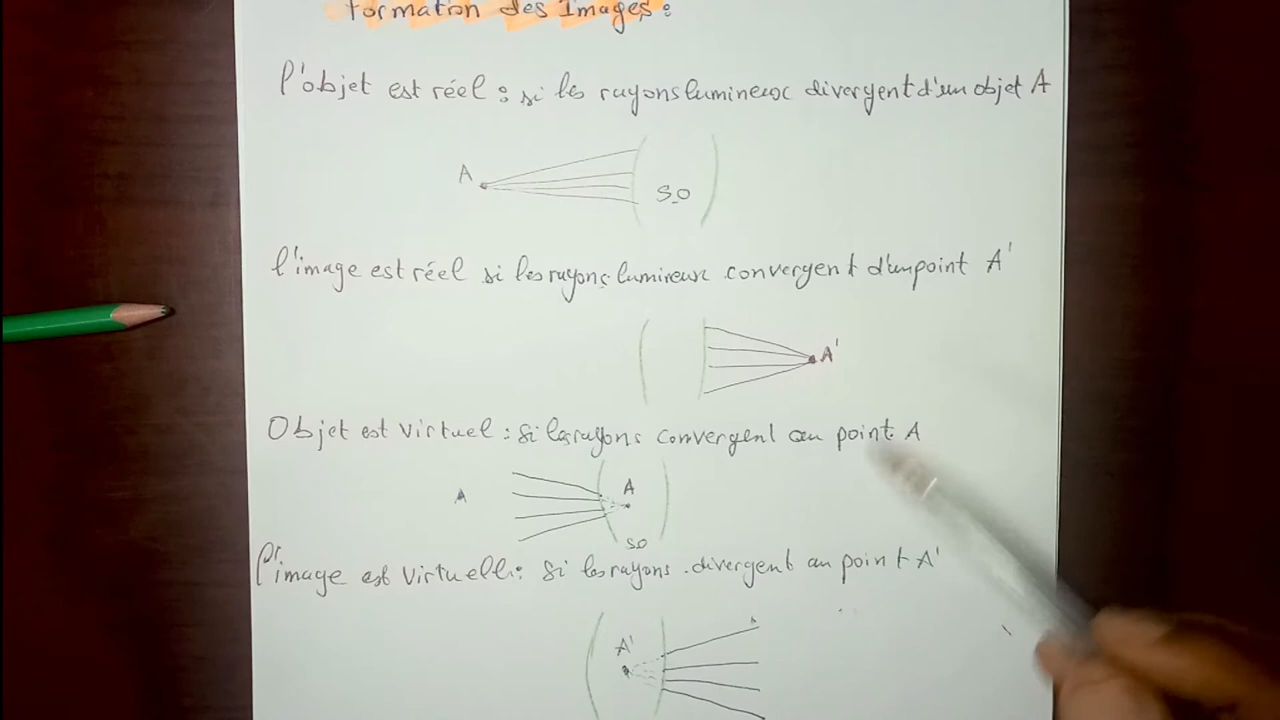 formation des Images :
l'objet est réel : si les rayons lumineux divergent d'un objet A
A
S.O
l'image est réel si les rayons lumineux convergent d'un point A'
A'
Objet est virtuel : si les rayons convergent au point A
A
A
SO
l'image est virtuelle : si les rayons divergent au point A'
A'